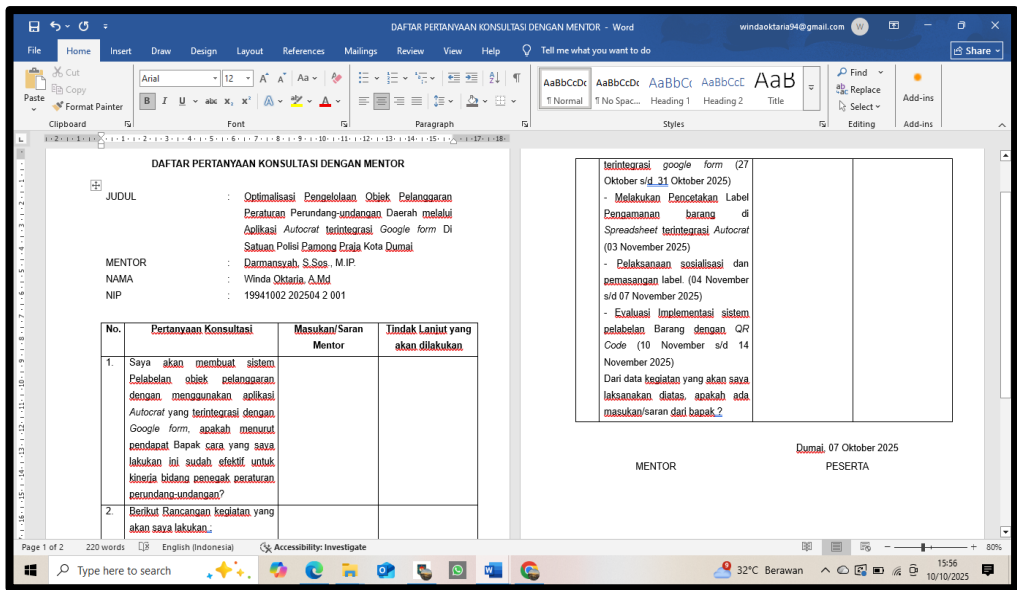 DAFTAR PERTANYAAN KONSULTASI DENGAN MENTOR - Word
windaoktaria94@gmail.com
W
File Home Insert Draw Design Layout References Mailings Review View Help Tell me what you want to do
Share
Paste
Cut
Copy
Format Painter
Clipboard
Arial
12
Font
Paragraph
AaBbCcDc AaBbCcDc AaBbCc AaBbCcE AaB
¶ Normal ¶ No Spac... Heading 1 Heading 2 Title
Styles
Find
Replace
Select
Editing
Add-ins
Add-ins
DAFTAR PERTANYAAN KONSULTASI DENGAN MENTOR
JUDUL : Optimalisasi Pengelolaan Objek Pelanggaran
Peraturan Perundang-undangan Daerah melalui
Aplikasi Autocrat terintegrasi Google form Di
Satuan Polisi Pamong Praja Kota Dumai
MENTOR : Darmansyah, S.Sos., M.IP.
NAMA : Winda Oktaria, A.Md
NIP : 19941002 202504 2 001
No. Pertanyaan Konsultasi Masukan/Saran Mentor Tindak Lanjut yang akan dilakukan
1. Saya akan membuat sistem
Pelabelan objek pelanggaran
dengan menggunakan aplikasi
Autocrat yang terintegrasi dengan
Google form, apakah menurut
pendapat Bapak cara yang saya
lakukan ini sudah efektif untuk
kinerja bidang penegak peraturan
perundang-undangan?
2. Berikut Rancangan kegiatan yang
akan saya lakukan :
terintegrasi google form (27
Oktober s/d 31 Oktober 2025)
- Melakukan Pencetakan Label
Pengamanan barang di
Spreadsheet terintegrasi Autocrat
(03 November 2025)
- Pelaksanaan sosialisasi dan
pemasangan label. (04 November
s/d 07 November 2025)
- Evaluasi Implementasi sistem
pelabelan Barang dengan QR
Code (10 November s/d 14
November 2025)
Dari data kegiatan yang akan saya
laksanakan diatas, apakah ada
masukan/saran dari bapak ?
Dumai, 07 Oktober 2025
MENTOR PESERTA
Page 1 of 2 220 words English (Indonesia) Accessibility: Investigate 80%
Type here to search
32°C Berawan
15:56
10/10/2025